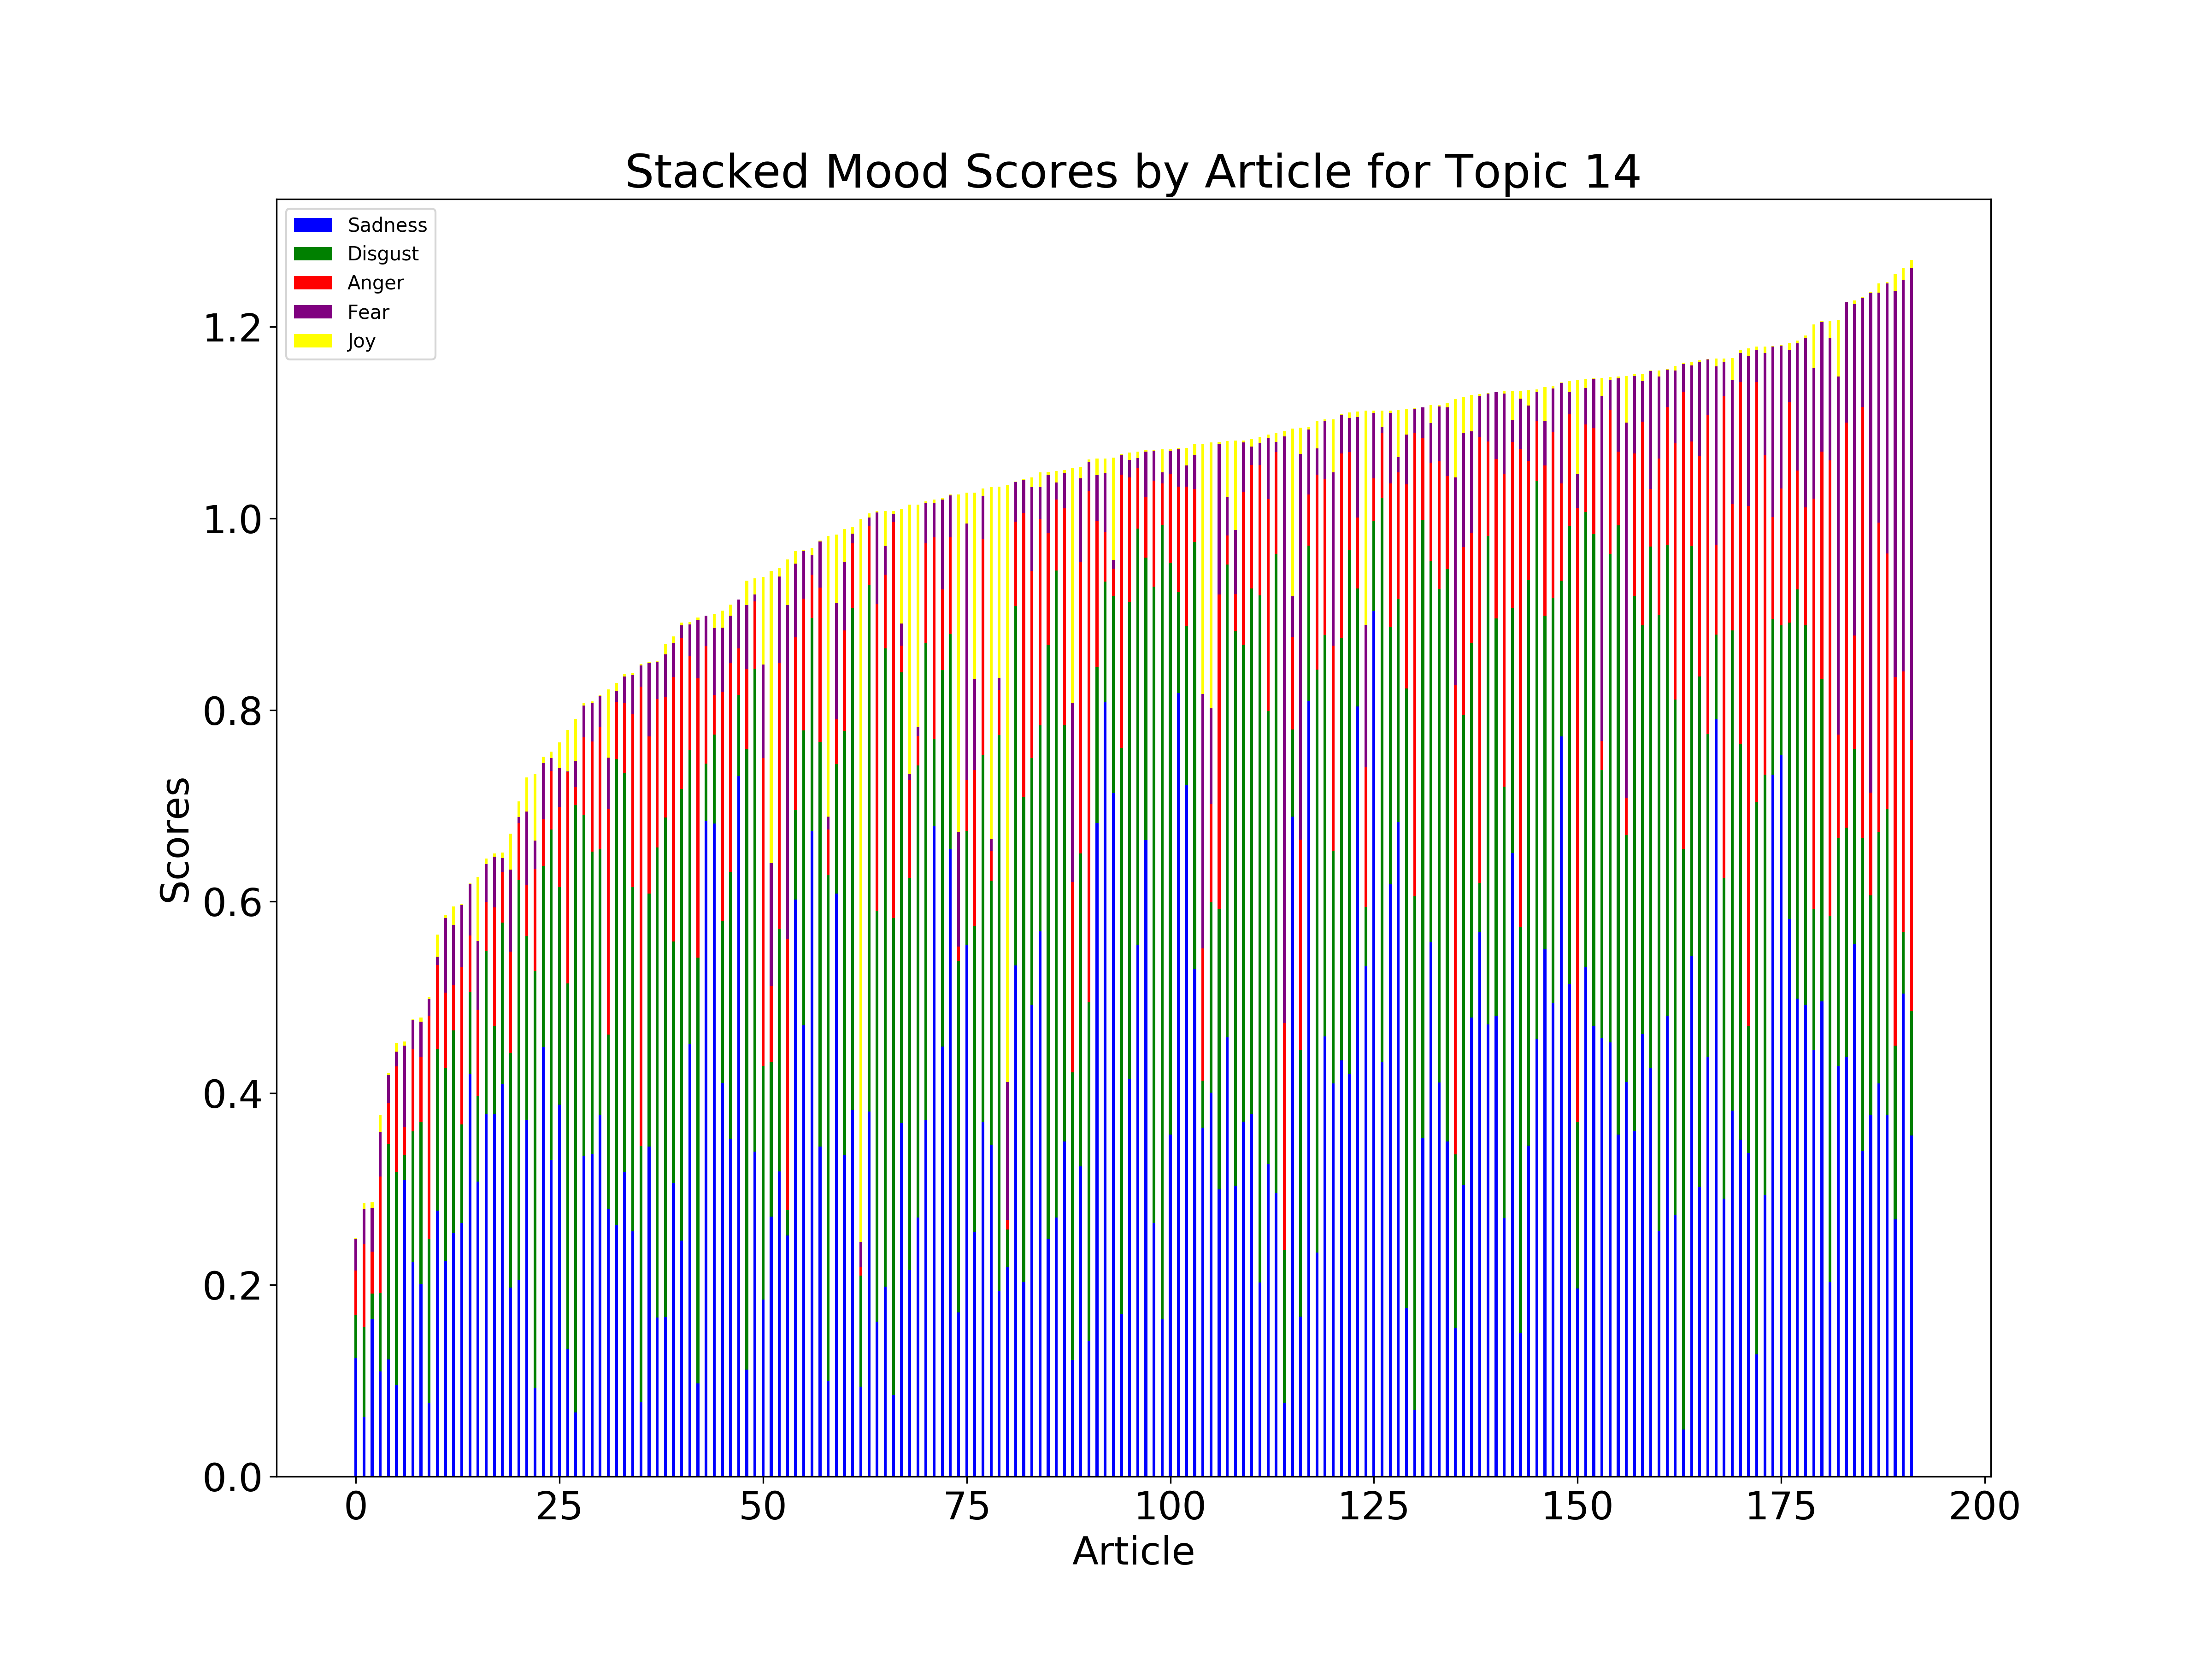 Stacked Mood Scores by Article for Topic 14
Sadness
Disgust
Anger
Fear
Joy
1.2
1.0
0.8
0.6
0.4
0.2
0.0
Scores
0 25 50 75 100 125 150 175 200
Article